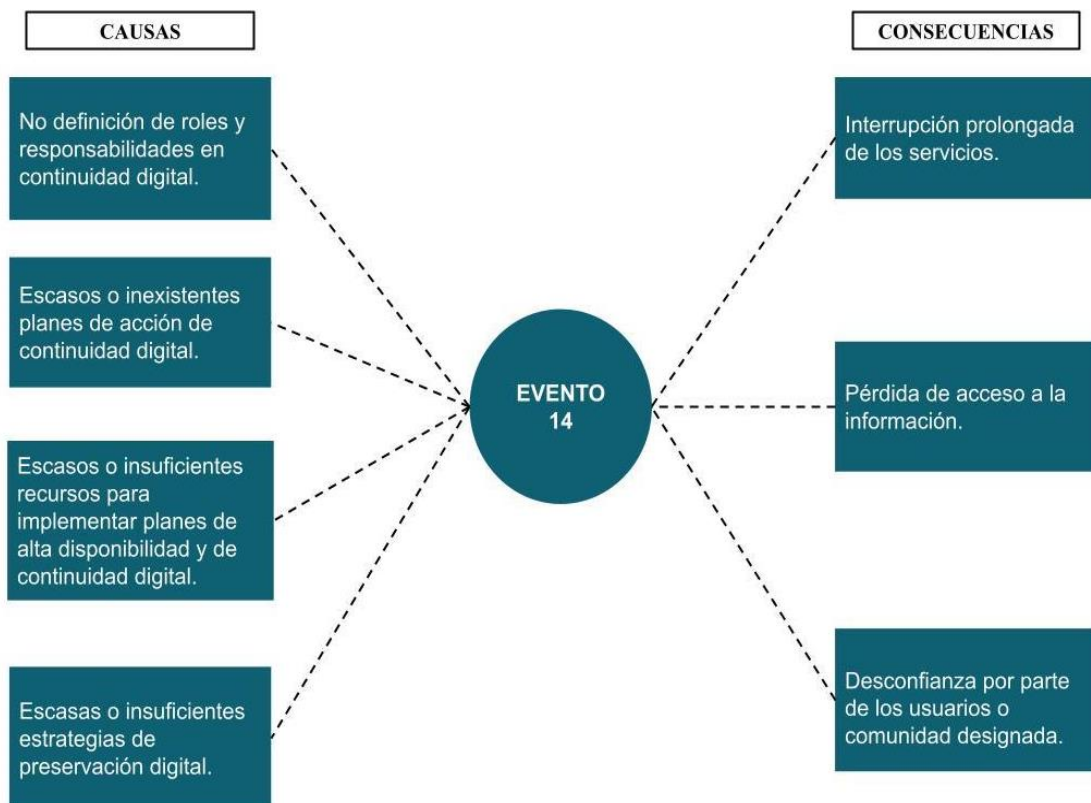 CAUSAS
No definición de roles y
responsabilidades en
continuidad digital.
Escasos o inexistentes
planes de acción de
continuidad digital.
Escasos o insuficientes
recursos para
implementar planes de
alta disponibilidad y de
continuidad digital.
Escasas o insuficientes
estrategias de
preservación digital.
EVENTO
14
CONSECUENCIAS
Interrupción prolongada
de los servicios.
Pérdida de acceso a la
información.
Desconfianza por parte
de los usuarios o
comunidad designada.